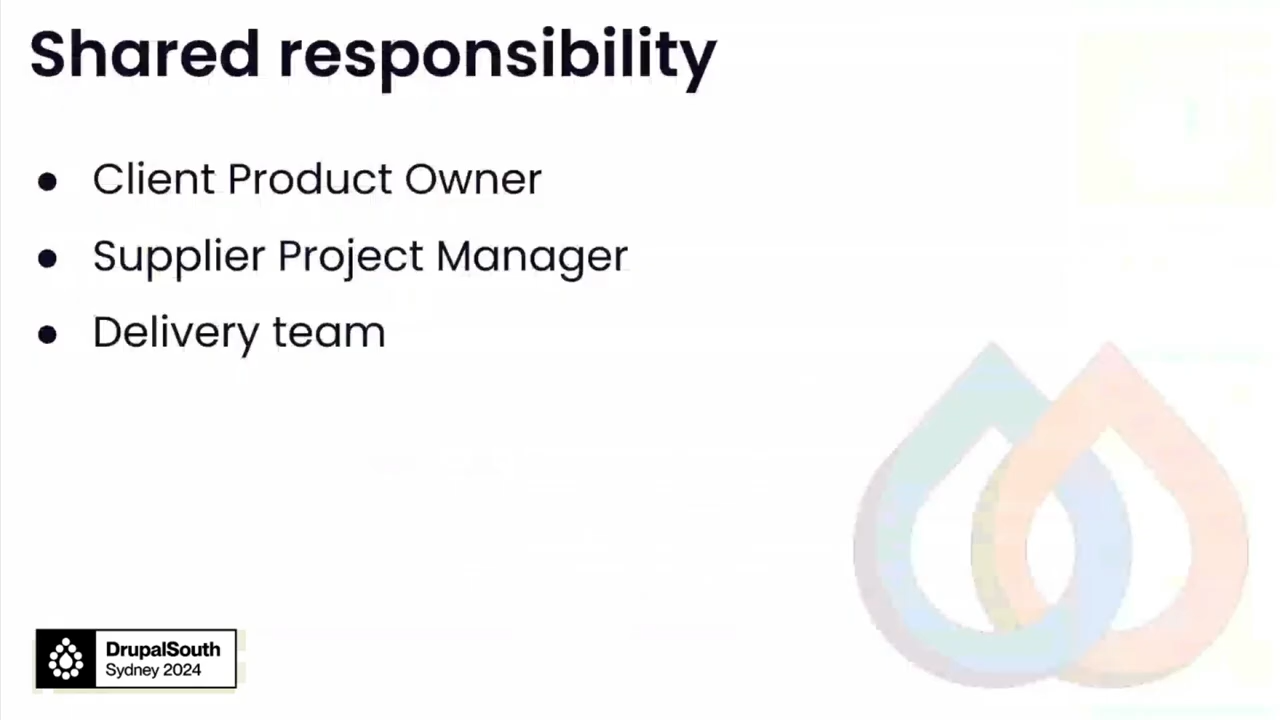 Shared responsibility
● Client Product Owner
● Supplier Project Manager
● Delivery team
DrupalSouth
Sydney 2024